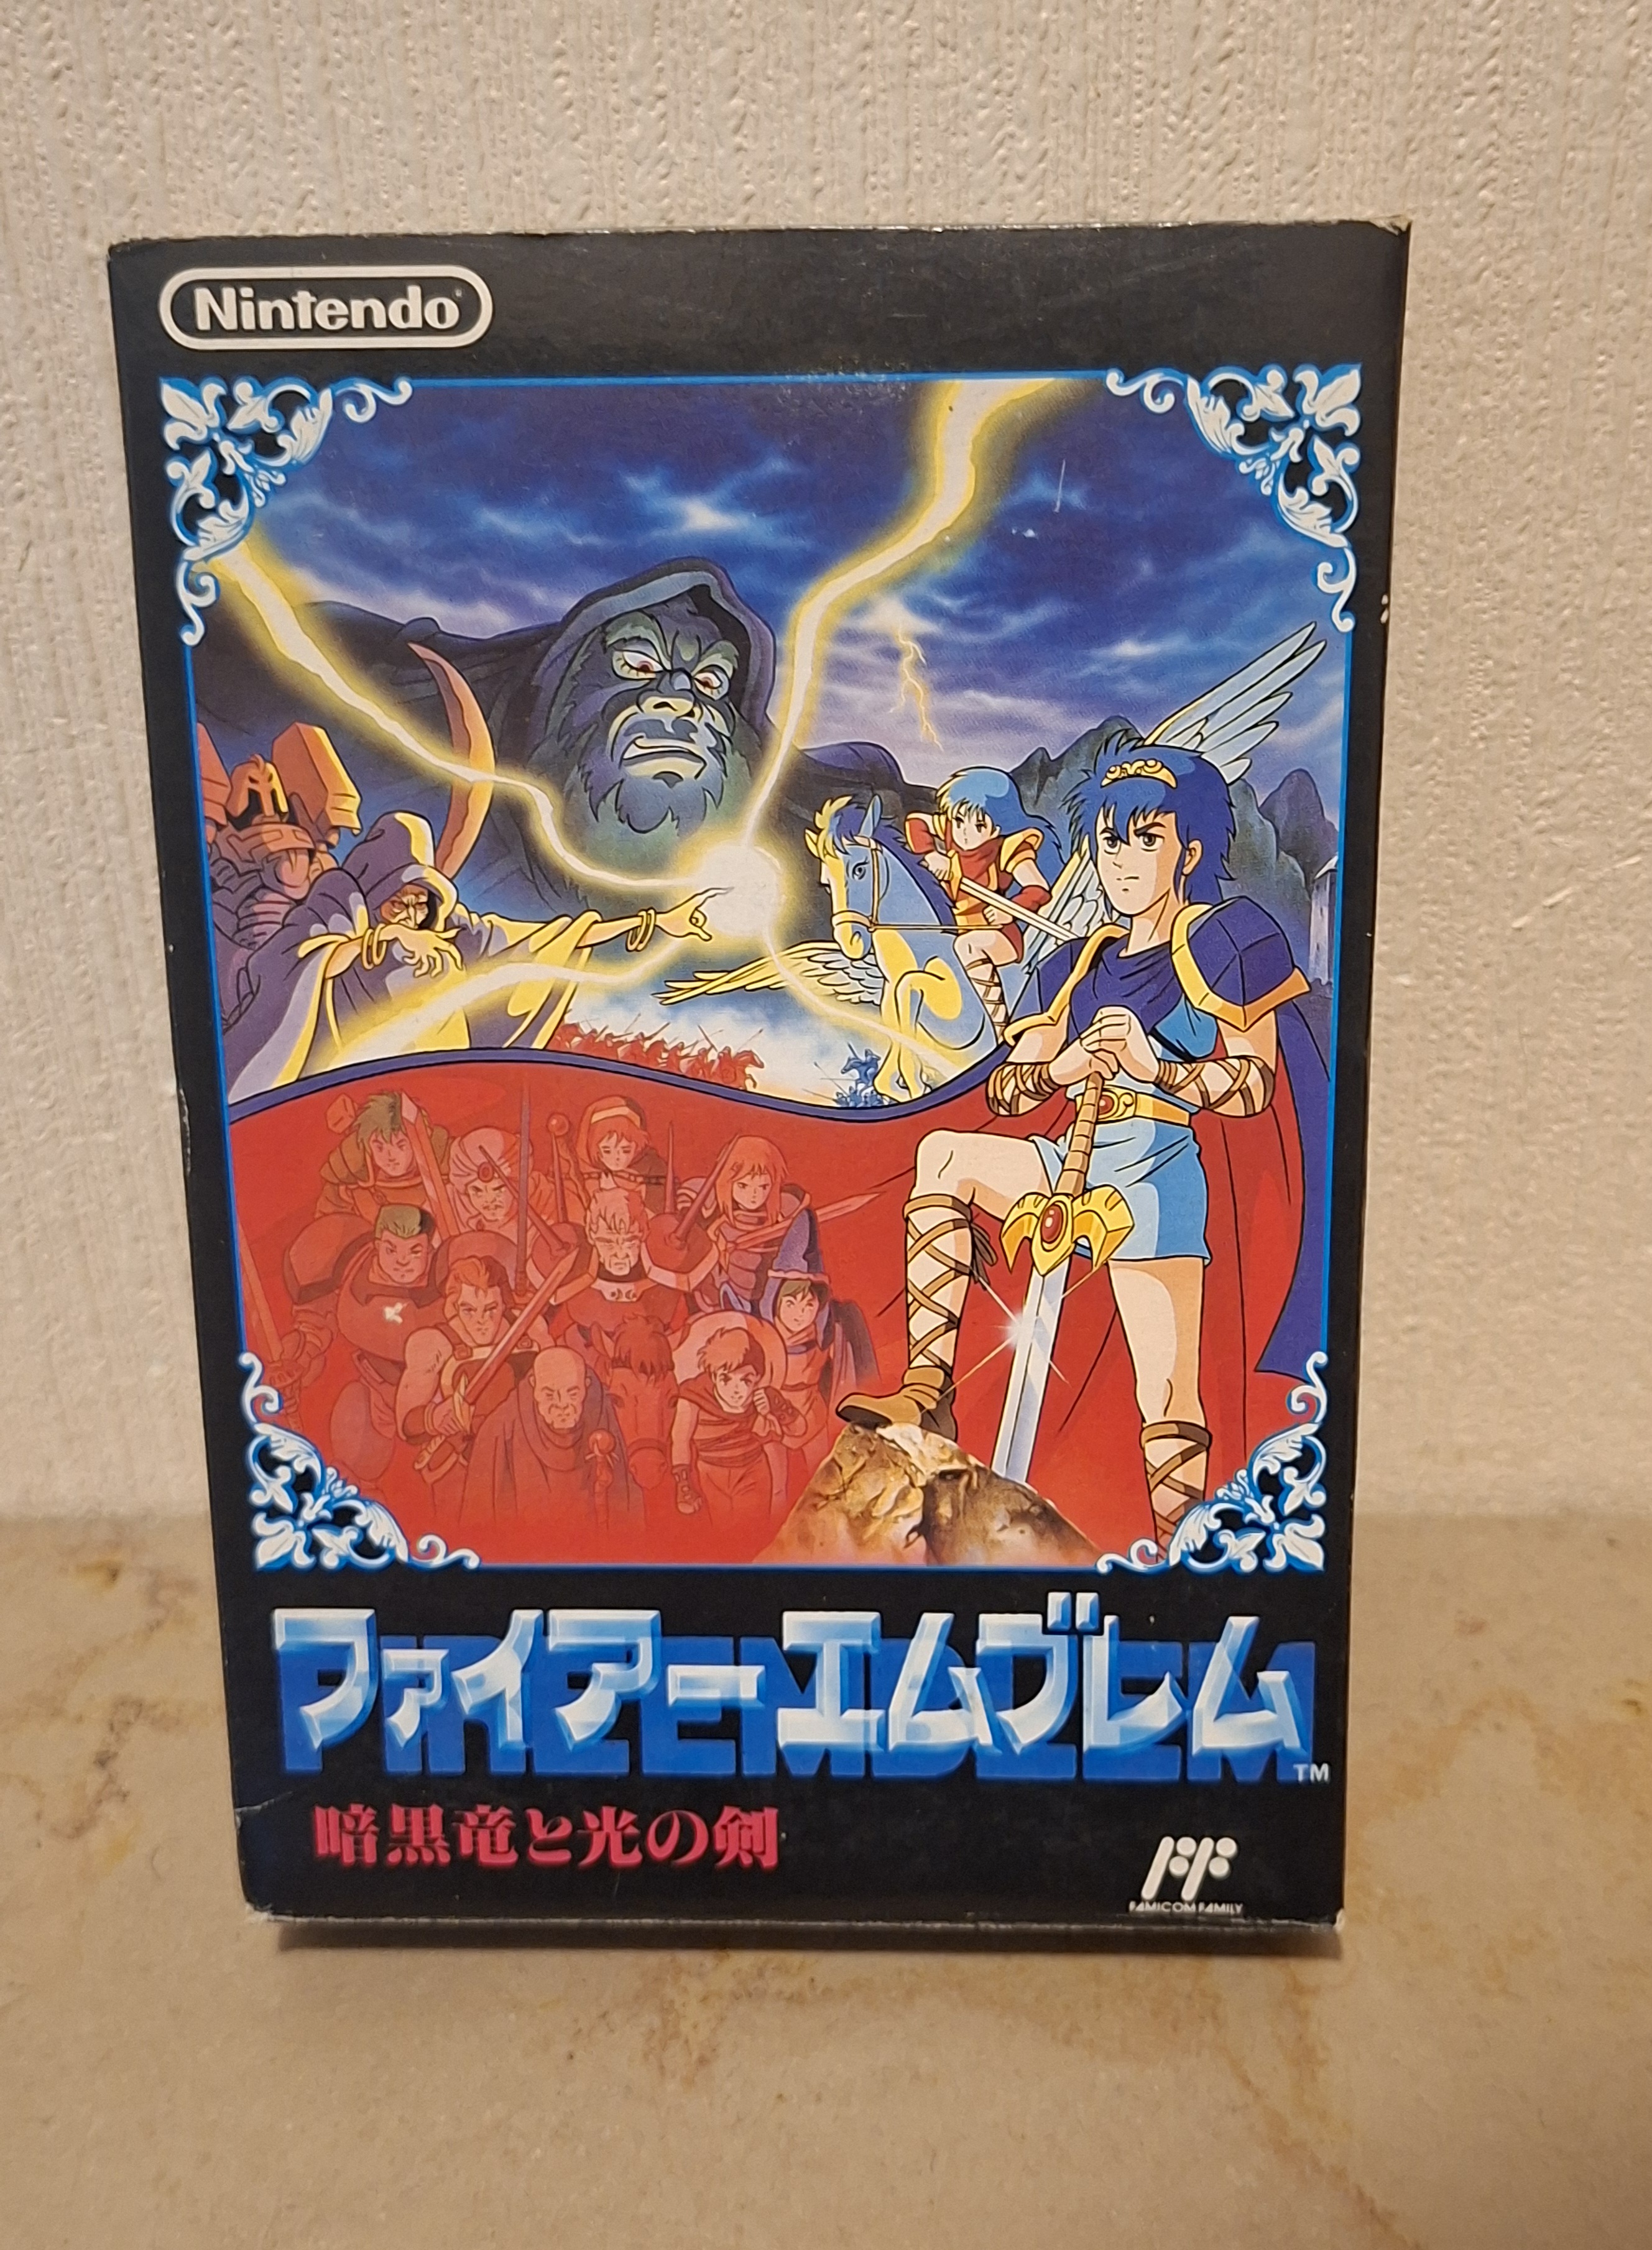 Nintendo
ファイアーエムブレム
FIRE EMBLEM
TM
暗黒竜と光の剣
FF
FAMICOM FAMILY